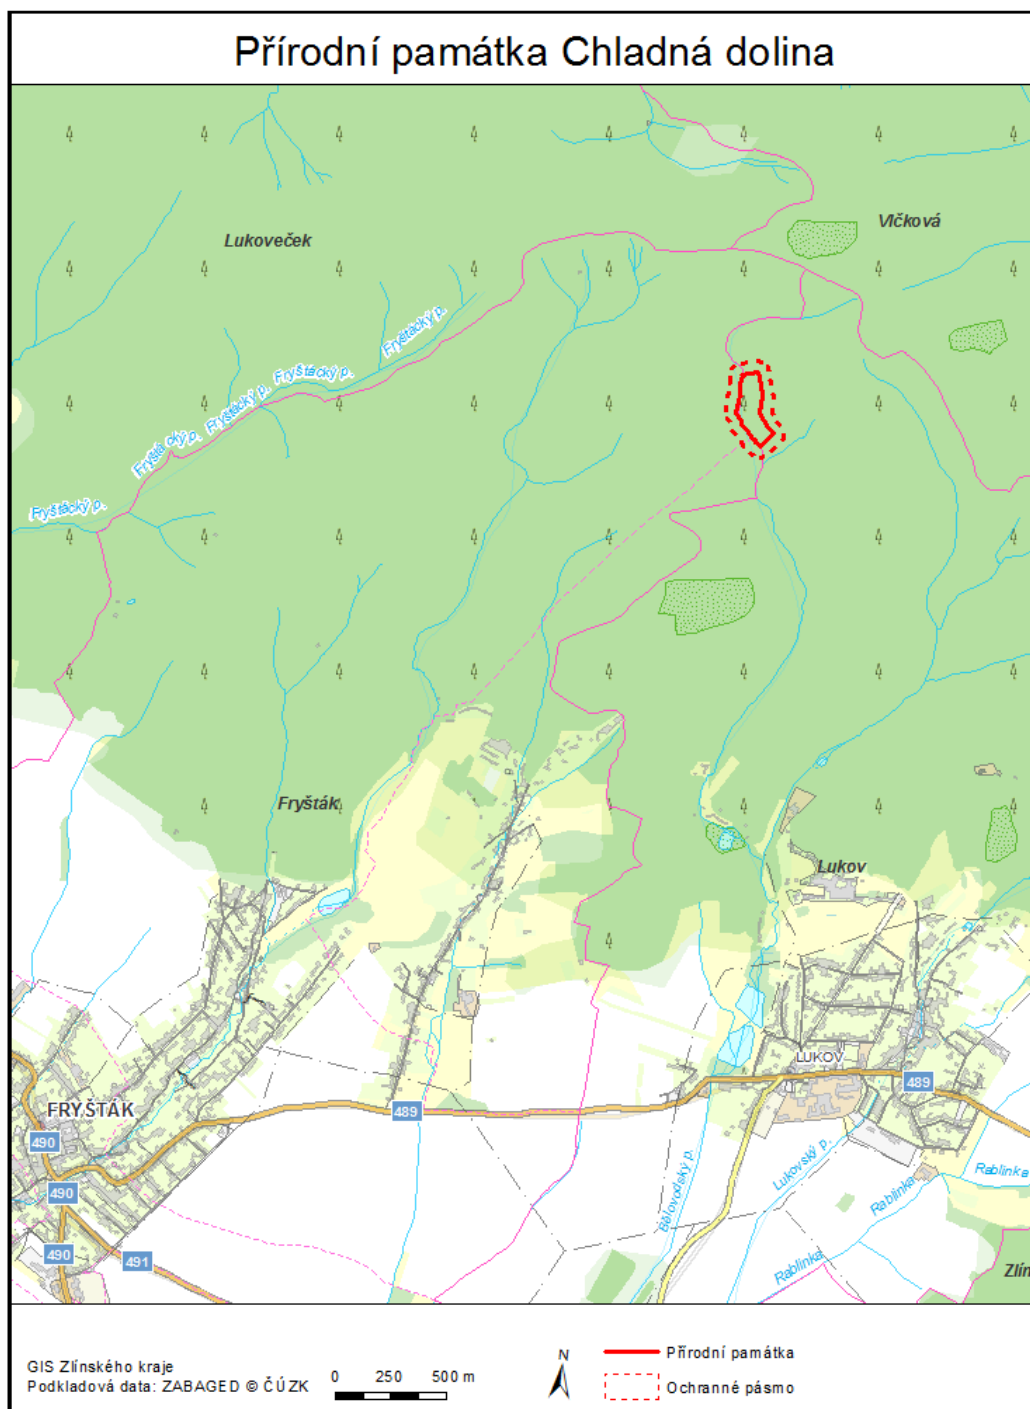 Přírodní památka Chladná dolina
Vlčková
Lukoveček
Fryštácký p.
Fryštácký p.
Fryštácký p.
Fryštácký p.
Fryštácký p.
Fryšták
Lukov
LUKOV
489
FRYŠTÁK
489
490
Lukovský p.
Bělovodský p.
Rablinka
Rablinka
490
490
491
Rablinka
Zlín
GIS Zlínského kraje
Podkladová data: ZABAGED © ČÚZK
0 250 500 m
N
Přírodní památka
Ochranné pásmo